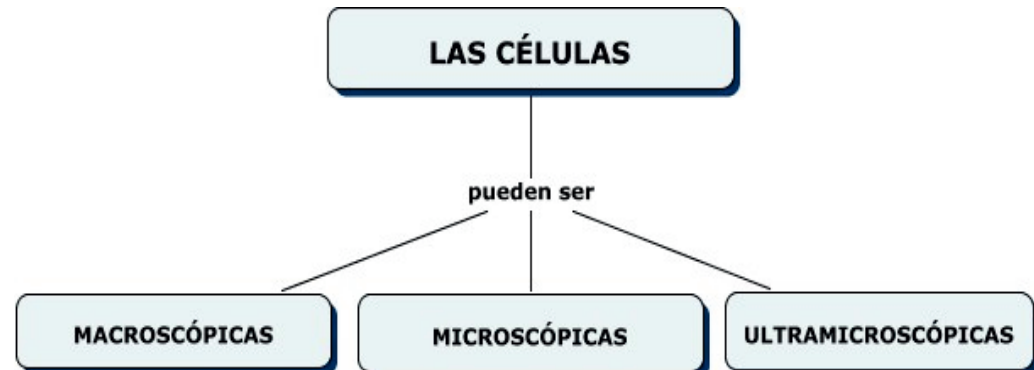 LAS CÉLULAS
pueden ser
MACROSCÓPICAS
MICROSCÓPICAS
ULTRAMICROSCÓPICAS